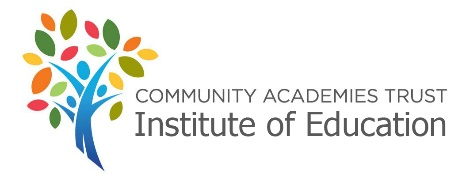 COMMUNITY ACADEMIES TRUST
Institute of Education